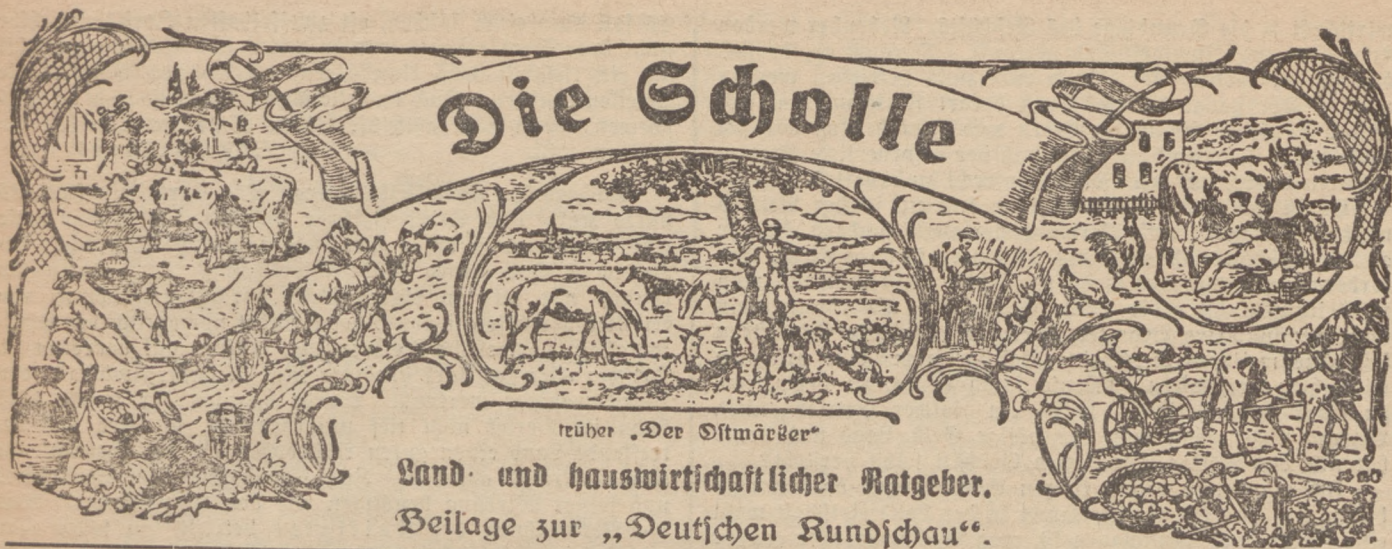 Die Scholle
früher „Der Ostmärker“
Land- und hauswirtschaftlicher Ratgeber.
Beilage zur „Deutschen Rundschau“.